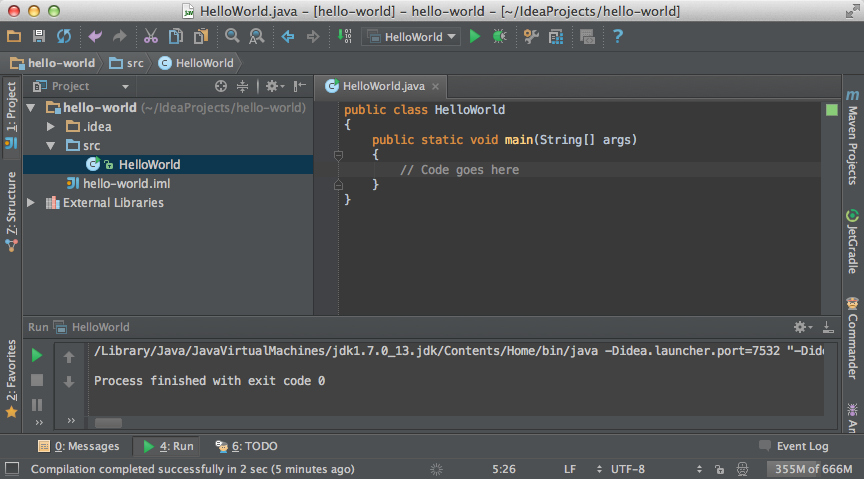 HelloWorld.java – [hello-world] – hello-world – [~/IdeaProjects/hello-world]
HelloWorld
hello-world
src
HelloWorld
1: Project
Z: Structure
2: Favorites
Project
hello-world (~/IdeaProjects/hello-world)
.idea
src
HelloWorld
hello-world.iml
External Libraries
HelloWorld.java
public class HelloWorld
{
public static void main(String[] args)
{
// Code goes here
}
}
Maven Projects
JetGradle
Commander
An
Run HelloWorld
/Library/Java/JavaVirtualMachines/jdk1.7.0_13.jdk/Contents/Home/bin/java -Didea.launcher.port=7532 "-Dide
Process finished with exit code 0
0: Messages
4: Run
6: TODO
Event Log
Compilation completed successfully in 2 sec (5 minutes ago)
5:26
LF
UTF-8
355M of 666M